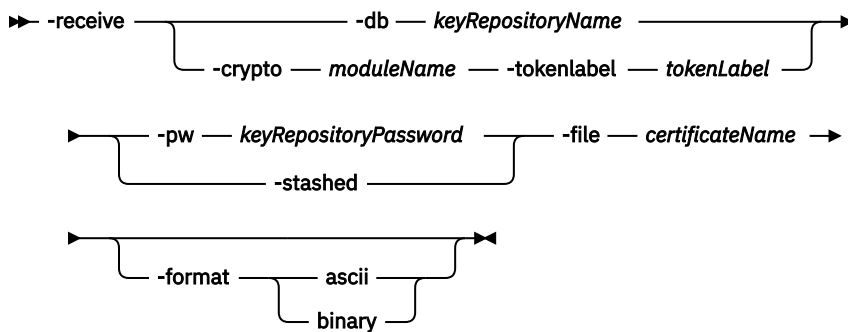 -receive -db keyRepositoryName
-crypto moduleName -tokenlabel tokenLabel
-pw keyRepositoryPassword -file certificateName
-stashed
-format ascii
binary